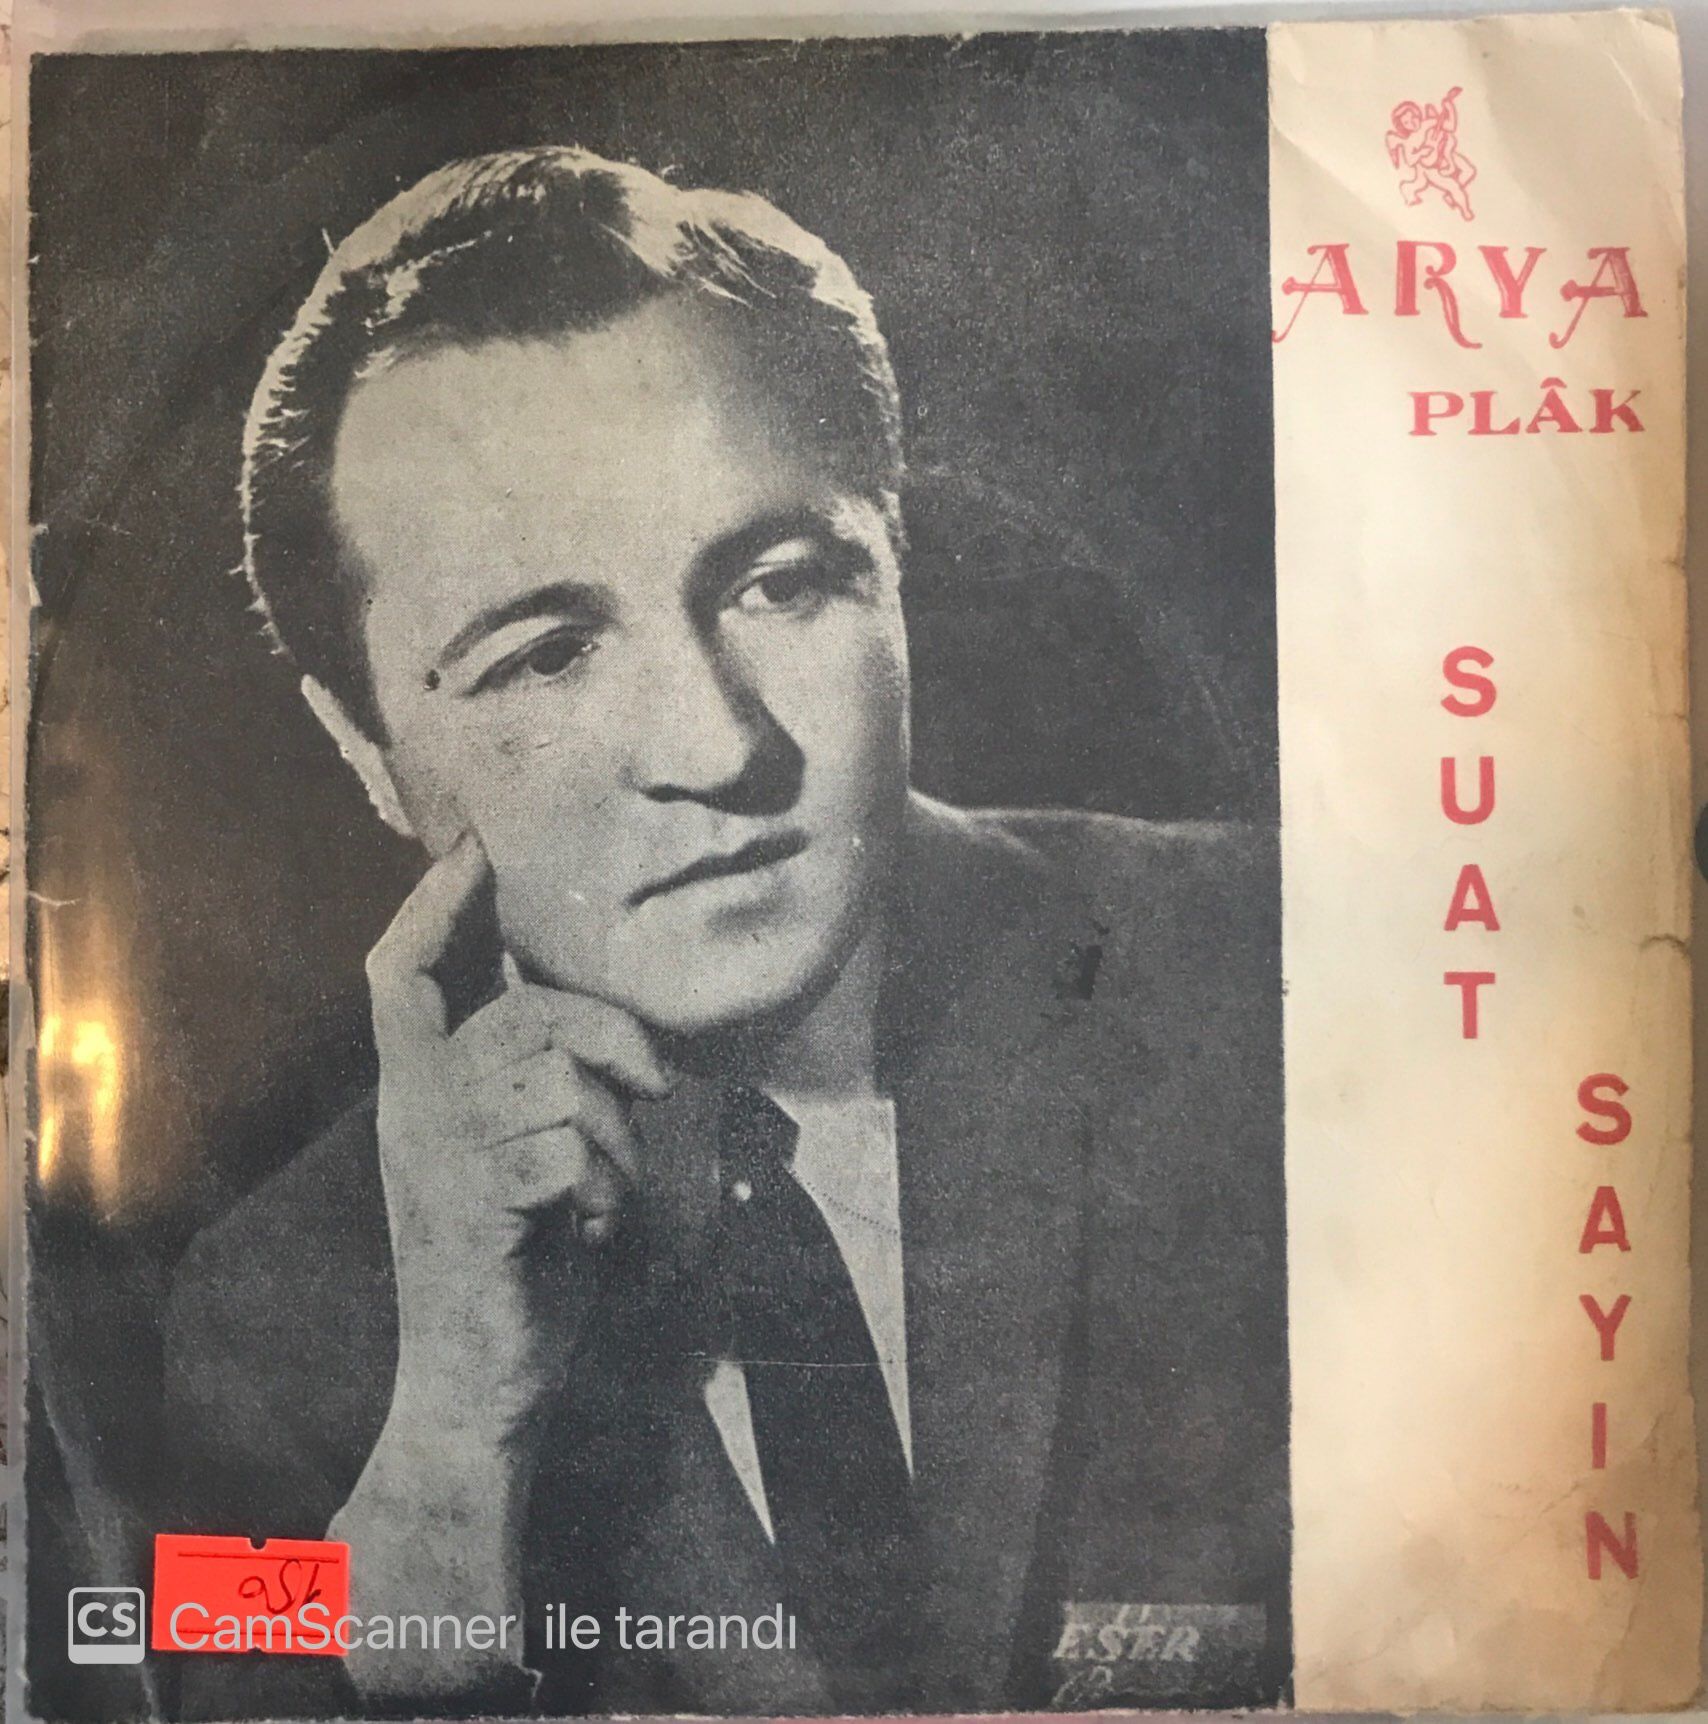 ARYA
PLÂK
SUAT
SAYIN
ESER
CS CamScanner ile tarandı